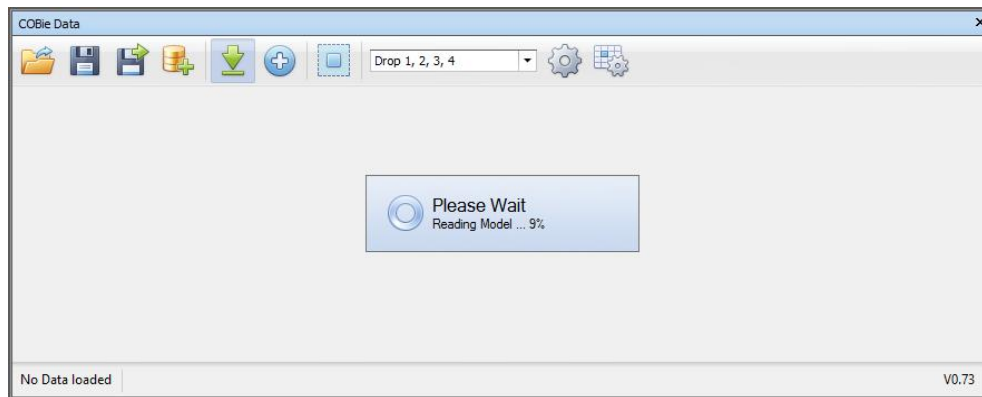 COBie Data
Drop 1, 2, 3, 4
Please Wait
Reading Model ... 9%
No Data loaded
V0.73